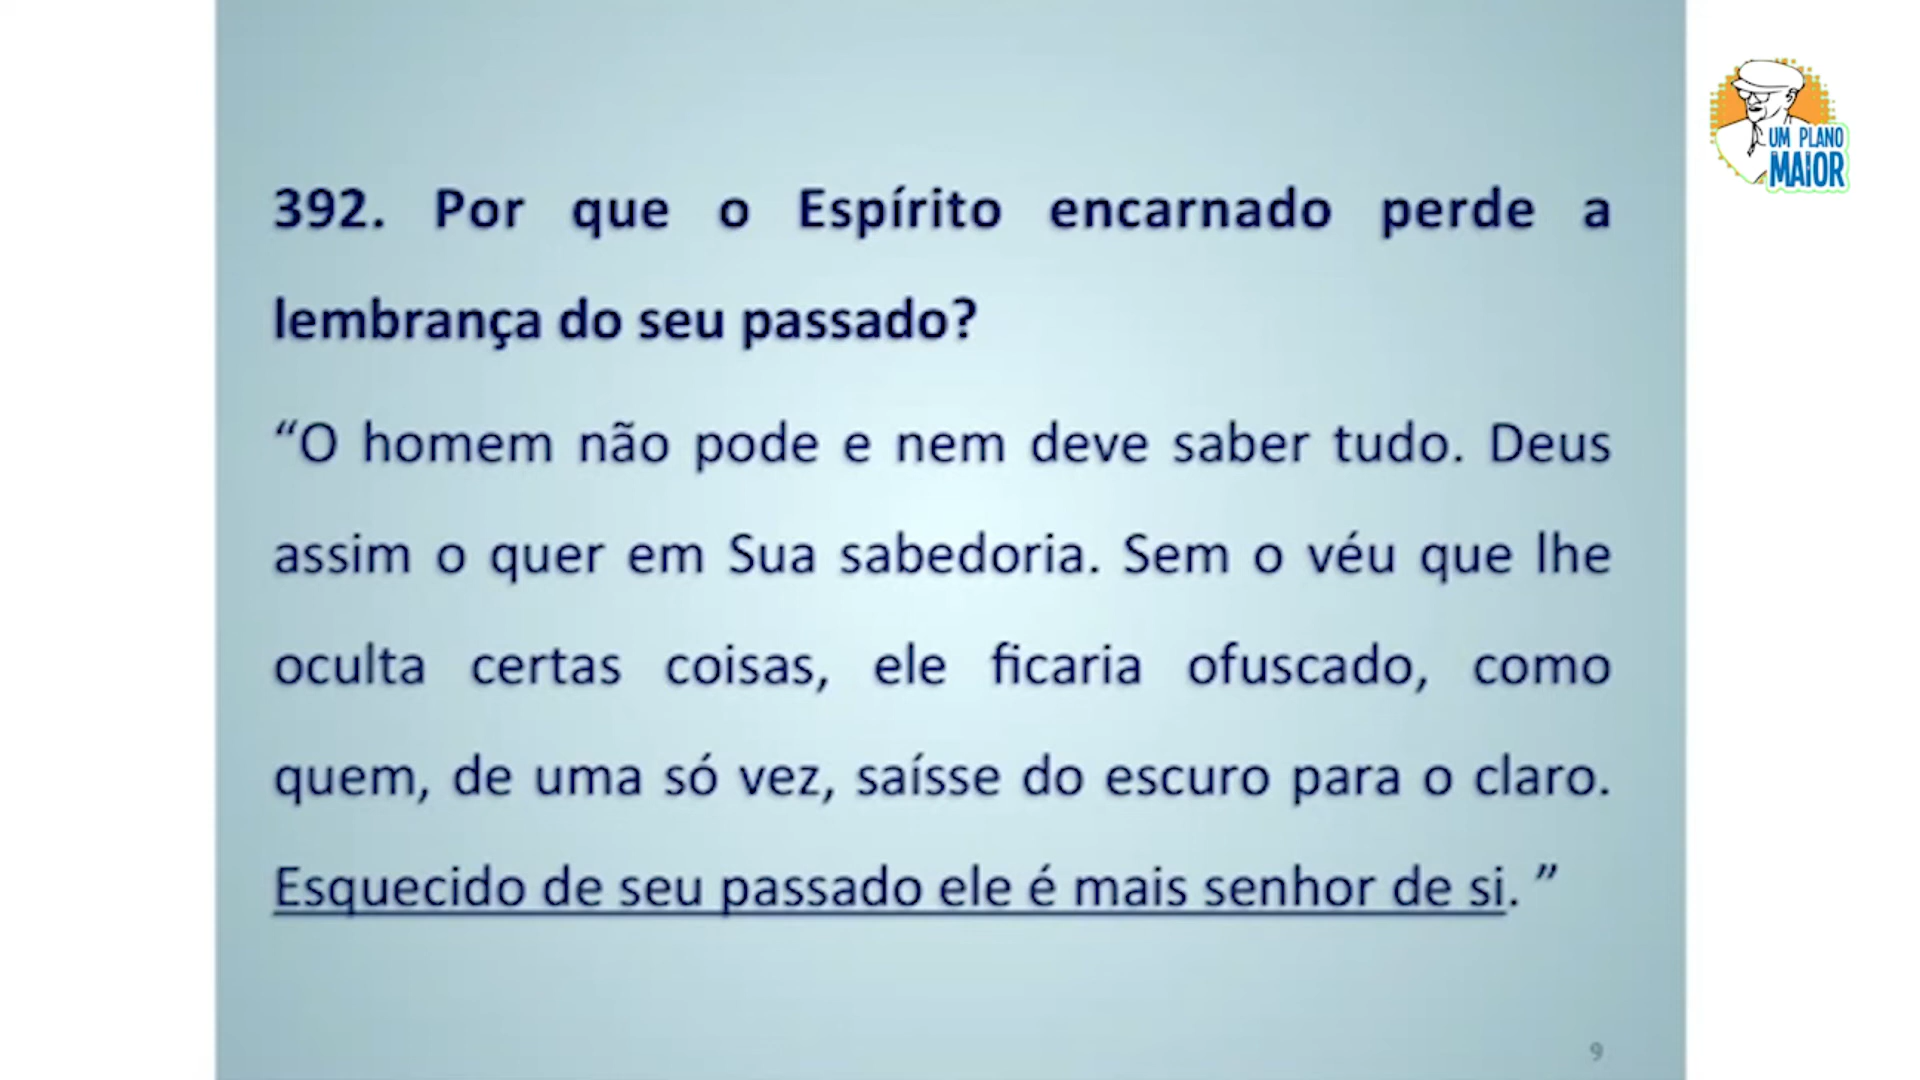 392. Por que o Espírito encarnado perde a
lembrança do seu passado?
“O homem não pode e nem deve saber tudo. Deus
assim o quer em Sua sabedoria. Sem o véu que lhe
oculta certas coisas, ele ficaria ofuscado, como
quem, de uma só vez, saísse do escuro para o claro.
Esquecido de seu passado ele é mais senhor de si. ”
9
UM PLANO
MAIOR